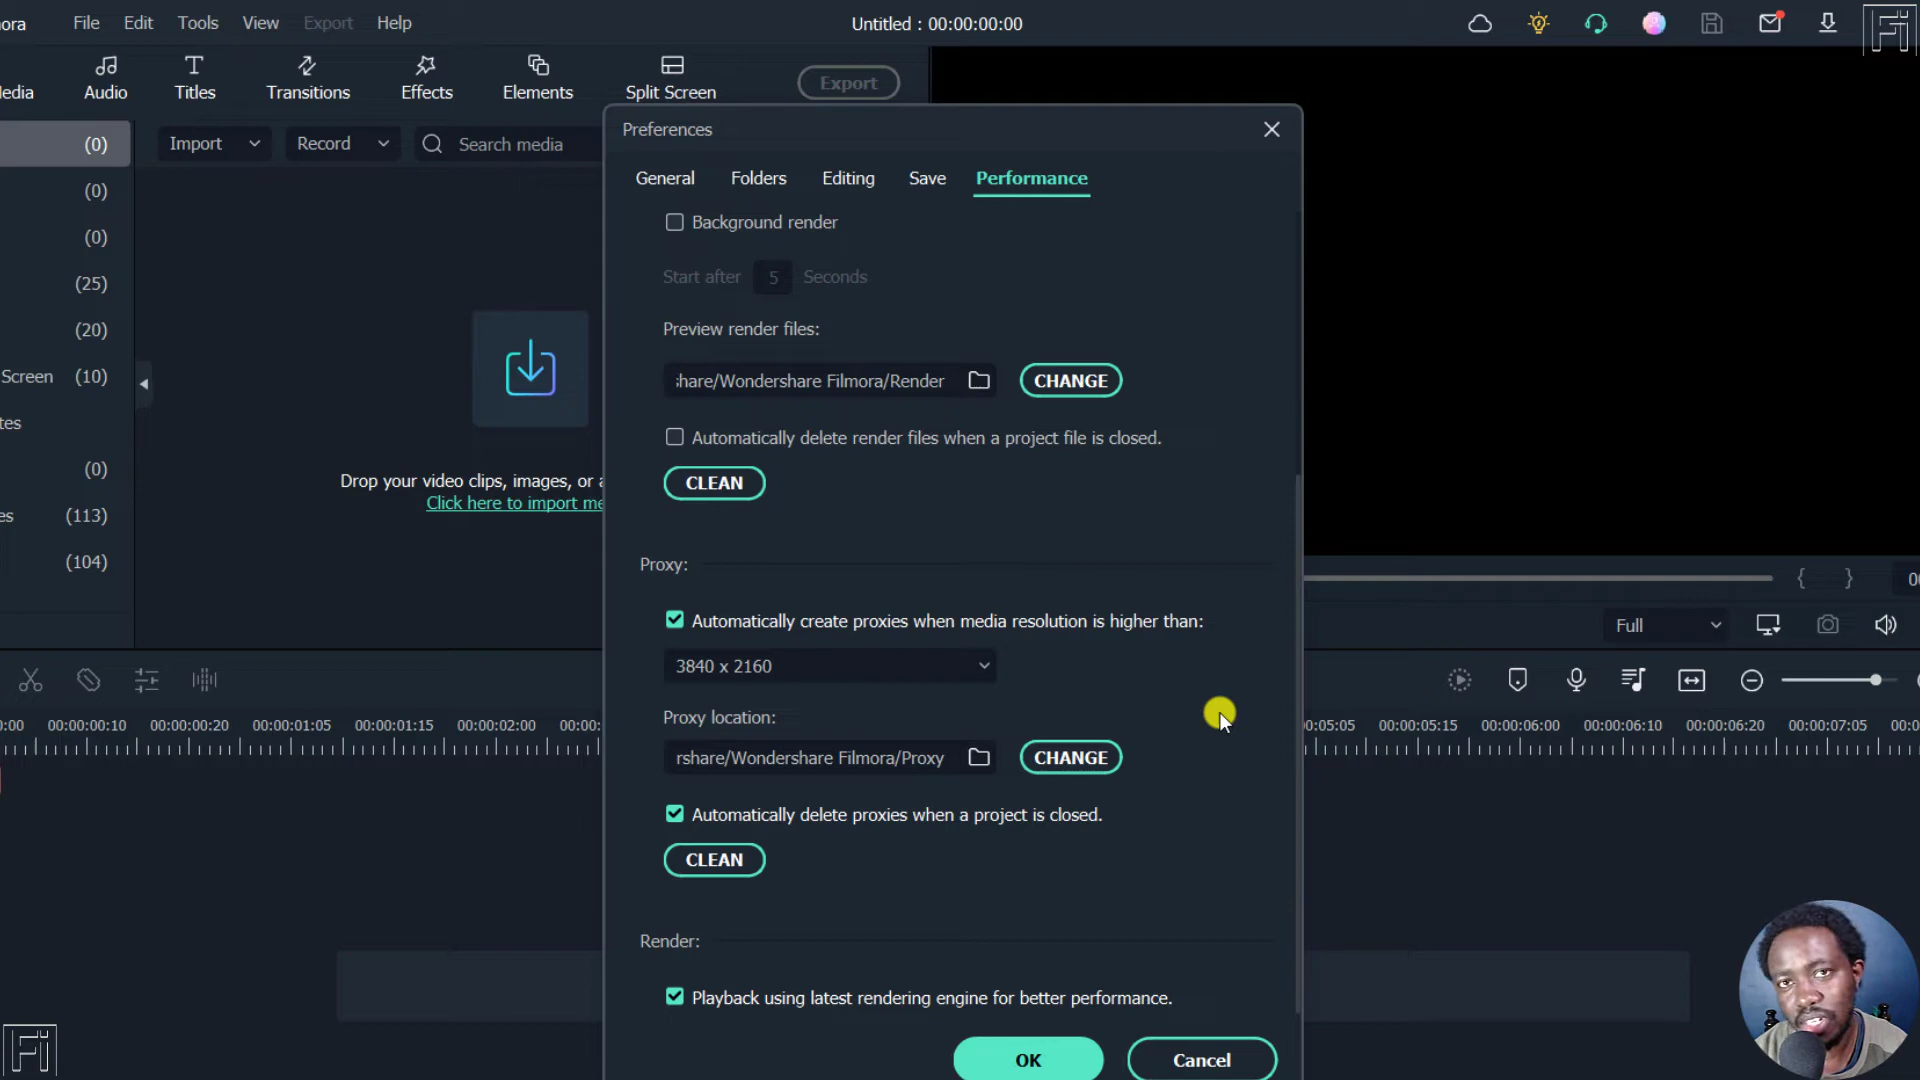 ora File Edit Tools View Export Help Untitled : 00:00:00:00
edia Audio Titles Transitions Effects Elements Split Screen Export
Fi
Preferences
(0) Import Record Search media
General Folders Editing Save Performance
(0)
(0)
(25)
(20)
Screen (10)
tes
(0)
es (113)
(104)
Drop your video clips, images, or a
Click here to import me
Background render
Start after 5 Seconds
Preview render files:
share/Wondershare Filmora/Render CHANGE
Automatically delete render files when a project file is closed.
CLEAN
Proxy:
Automatically create proxies when media resolution is higher than:
3840 x 2160
Proxy location:
rshare/Wondershare Filmora/Proxy CHANGE
Automatically delete proxies when a project is closed.
CLEAN
Render:
Playback using latest rendering engine for better performance.
OK Cancel
{ } 00
Full
0:00 00:00:00:10 00:00:00:20 00:00:01:05 00:00:01:15 00:00:02:00 00:00: 0:05:05 00:00:05:15 00:00:06:00 00:00:06:10 00:00:06:20 00:00:07:05 00:0
Fi